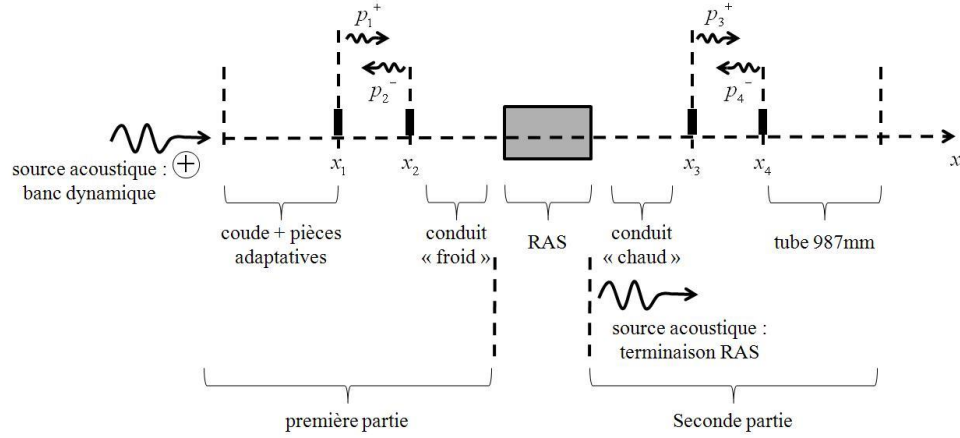 p₁⁺
p₃⁺
p₂⁻
p₄⁻
source acoustique : +
banc dynamique
x₁
x₂
x₃
x₄
x
coude + pièces
adaptatives
conduit
« froid »
RAS
conduit
« chaud »
tube 987mm
source acoustique :
terminaison RAS
première partie
Seconde partie